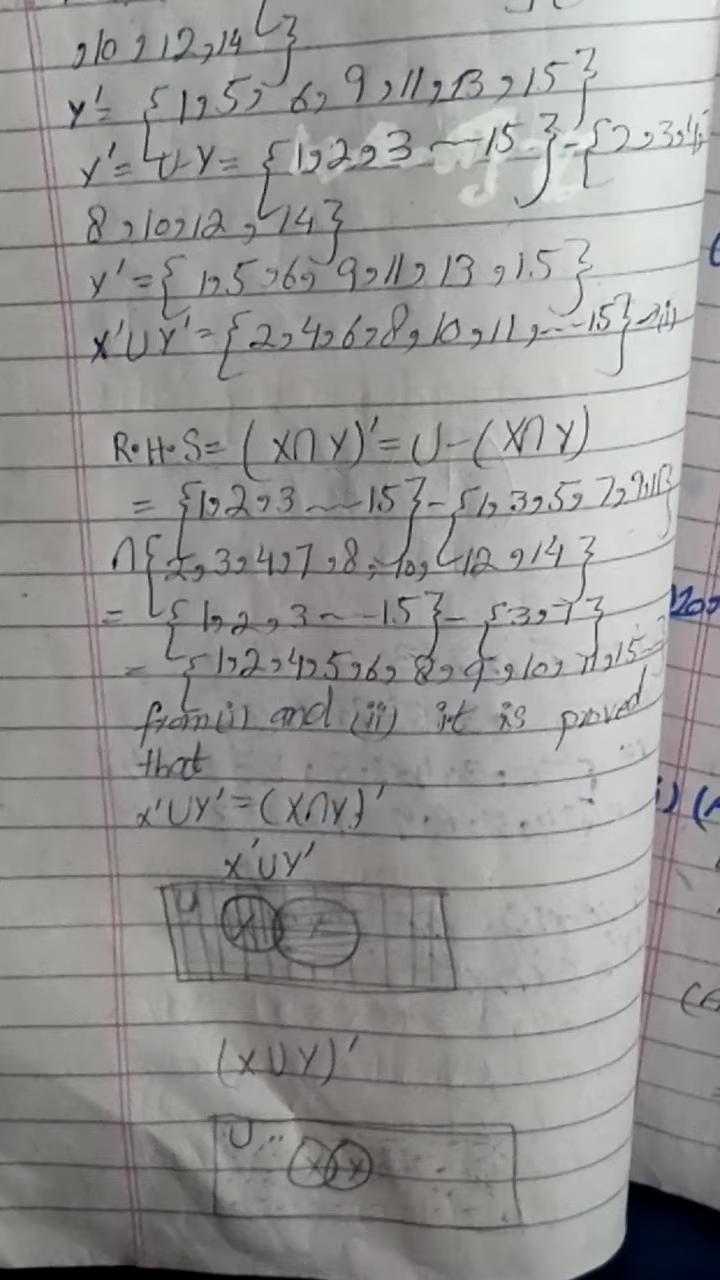 ,10,12,14}
Y'= {1,5, 6,9,11,13,15}
Y'= U-Y= {1,2,3 ---15}-{2,3,4,
8,10,12, 14}
Y'={ 1,5,6, 9,11,13,15}
X'UY'={2,4,6,8,10,11,---15}→(i)
R.H.S= (X∩Y)'= U-(X∩Y)
= {1,2,3 ---15}-{1,3,5,7,9,11}
∩{2,3,4,7,8,10,12,14}
= {1,2,3---15}-{3,7}
= {1,2,4,5,6,8,9,10,11,15
from(i) and (ii) it is proved
that
X'UY'=(X∩Y)'
X'UY'
U
X Y
(XUY)'
U
X Y